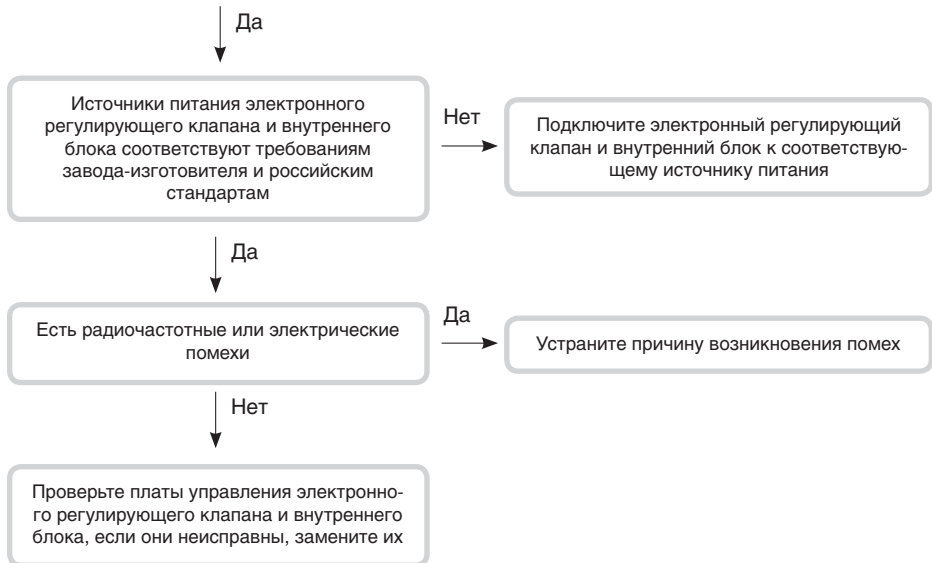 Да
Источники питания электронного
регулирующего клапана и внутреннего
блока соответствуют требованиям
завода-изготовителя и российским
стандартам
Нет
Подключите электронный регулирующий
клапан и внутренний блок к соответствую-
щему источнику питания
Да
Есть радиочастотные или электрические
помехи
Да
Устраните причину возникновения помех
Нет
Проверьте платы управления электронно-
го регулирующего клапана и внутреннего
блока, если они неисправны, замените их